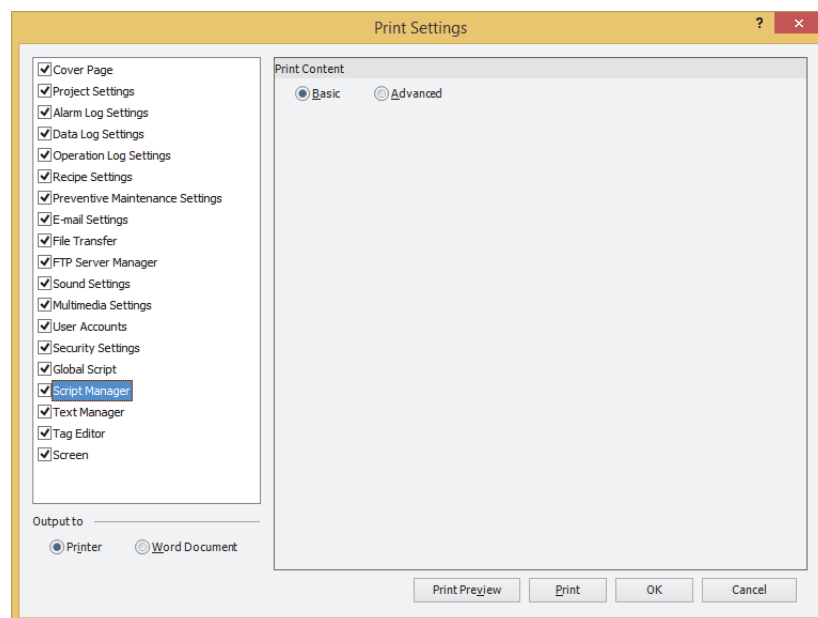 Print Settings
Cover Page
Project Settings
Alarm Log Settings
Data Log Settings
Operation Log Settings
Recipe Settings
Preventive Maintenance Settings
E-mail Settings
File Transfer
FTP Server Manager
Sound Settings
Multimedia Settings
User Accounts
Security Settings
Global Script
Script Manager
Text Manager
Tag Editor
Screen
Output to
Printer Word Document
Print Content
Basic Advanced
Print Preview Print OK Cancel